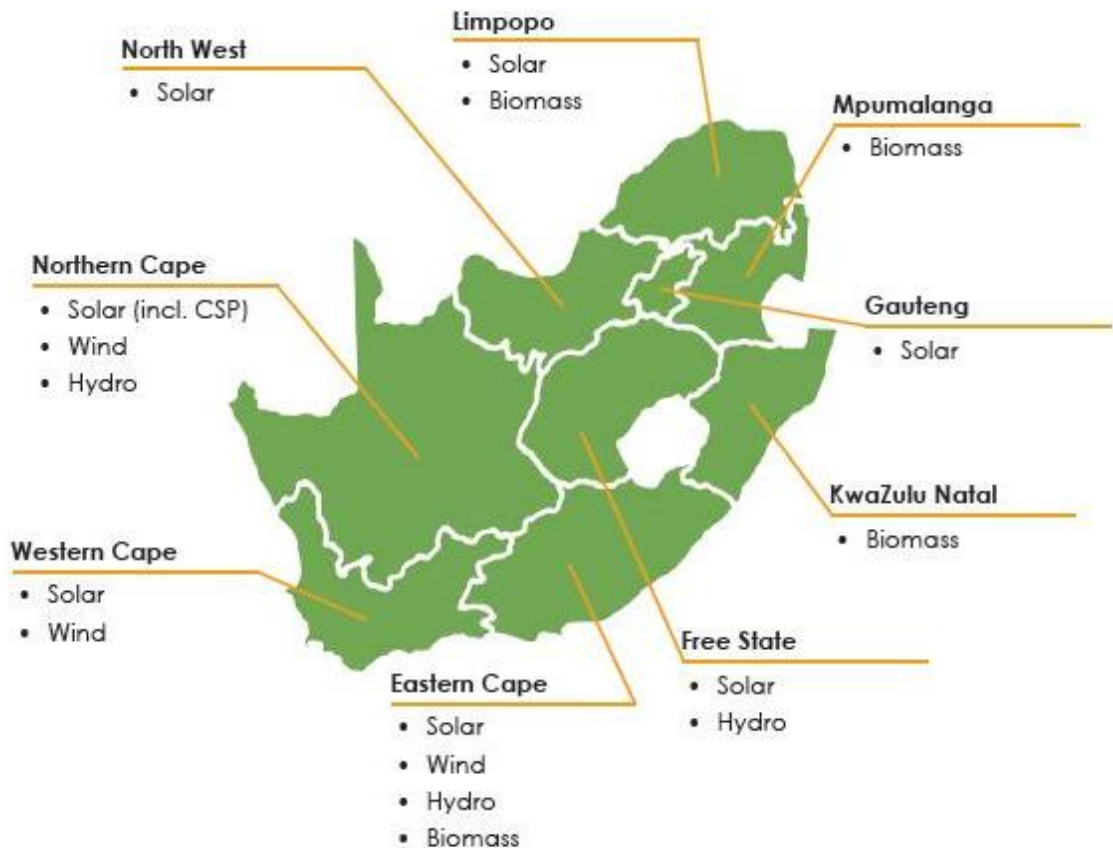 Limpopo
• Solar
• Biomass
North West
• Solar
Mpumalanga
• Biomass
Northern Cape
• Solar (incl. CSP)
• Wind
• Hydro
Gauteng
• Solar
KwaZulu Natal
• Biomass
Western Cape
• Solar
• Wind
Free State
• Solar
• Hydro
Eastern Cape
• Solar
• Wind
• Hydro
• Biomass